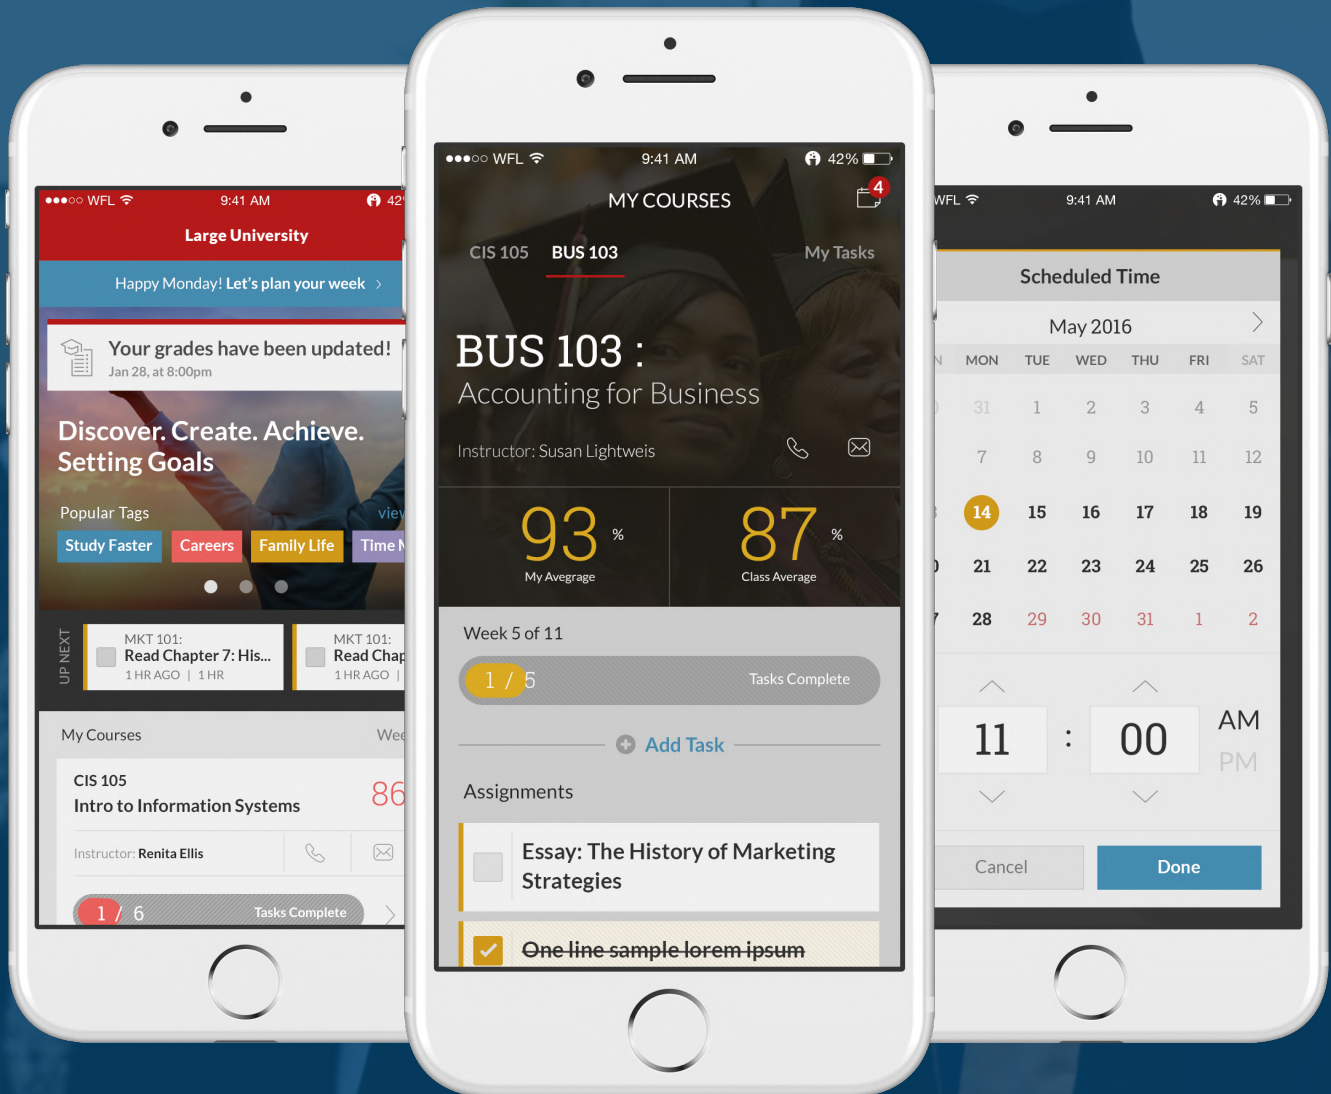 WFL
9:41 AM
42
Large University
Happy Monday! Let's plan your week
Your grades have been updated!
Jan 28, at 8:00pm
Discover. Create. Achieve.
Setting Goals
Popular Tags
view
Study Faster
Careers
Family Life
Time
UP NEXT
MKT 101:
Read Chapter 7: His...
1 HR AGO | 1 HR
MKT 101:
Read Chap
1 HR AGO |
My Courses
Wee
CIS 105
Intro to Information Systems
86
Instructor: Renita Ellis
1 / 6
Tasks Complete
WFL
9:41 AM
42%
MY COURSES
4
CIS 105
BUS 103
My Tasks
BUS 103 :
Accounting for Business
Instructor: Susan Lightweis
93 %
My Avegrage
87 %
Class Average
Week 5 of 11
1 / 5
Tasks Complete
Add Task
Assignments
Essay: The History of Marketing
Strategies
One line sample lorem ipsum
WFL
9:41 AM
42%
Scheduled Time
May 2016
MON TUE WED THU FRI SAT
31 1 2 3 4 5
7 8 9 10 11 12
14 15 16 17 18 19
21 22 23 24 25 26
28 29 30 31 1 2
11 : 00
AM
PM
Cancel
Done